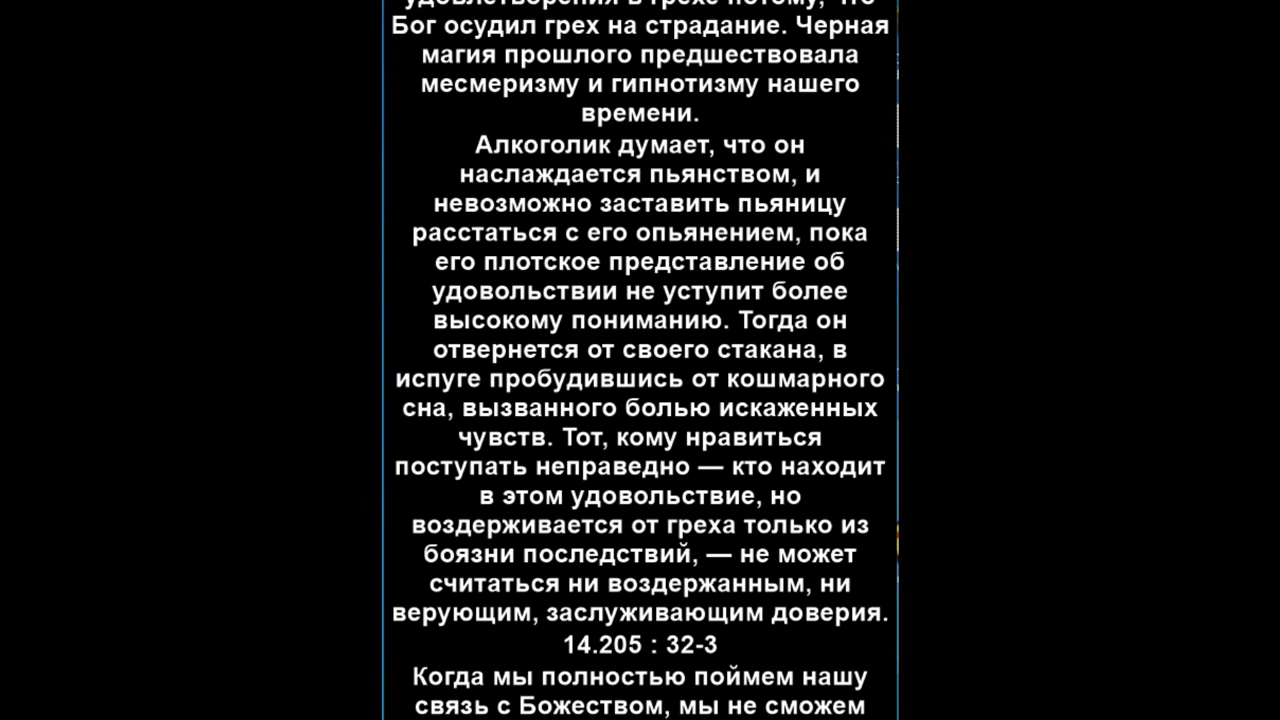 удовлетворения в грехе потому, что
Бог осудил грех на страдание. Черная
магия прошлого предшествовала
месмеризму и гипнотизму нашего
времени.
Алкоголик думает, что он
наслаждается пьянством, и
невозможно заставить пьяницу
расстаться с его опьянением, пока
его плотское представление об
удовольствии не уступит более
высокому пониманию. Тогда он
отвернется от своего стакана, в
испуге пробудившись от кошмарного
сна, вызванного болью искаженных
чувств. Тот, кому нравиться
поступать неправедно — кто находит
в этом удовольствие, но
воздерживается от греха только из
боязни последствий, — не может
считаться ни воздержанным, ни
верующим, заслуживающим доверия.
14.205 : 32-3
Когда мы полностью поймем нашу
связь с Божеством, мы не сможем